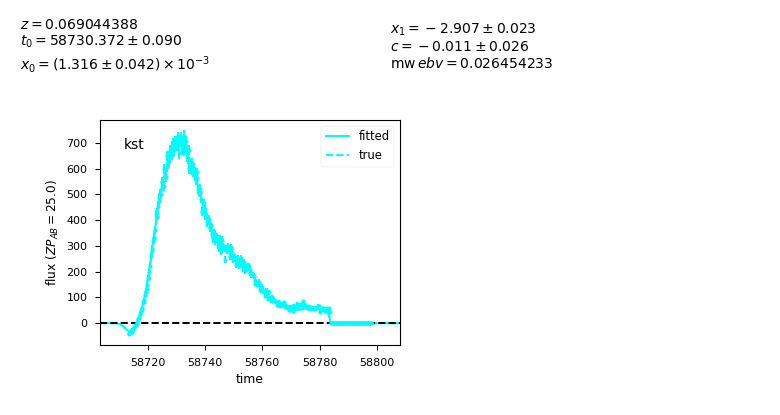 z = 0.069044388
t₀ = 58730.372 ± 0.090
x₀ = (1.316 ± 0.042) × 10⁻³
x₁ = −2.907 ± 0.023
c = −0.011 ± 0.026
mw ebv = 0.026454233
kst
fitted
true
flux (ZP_AB = 25.0)
700
600
500
400
300
200
100
0
58720 58740 58760 58780 58800
time